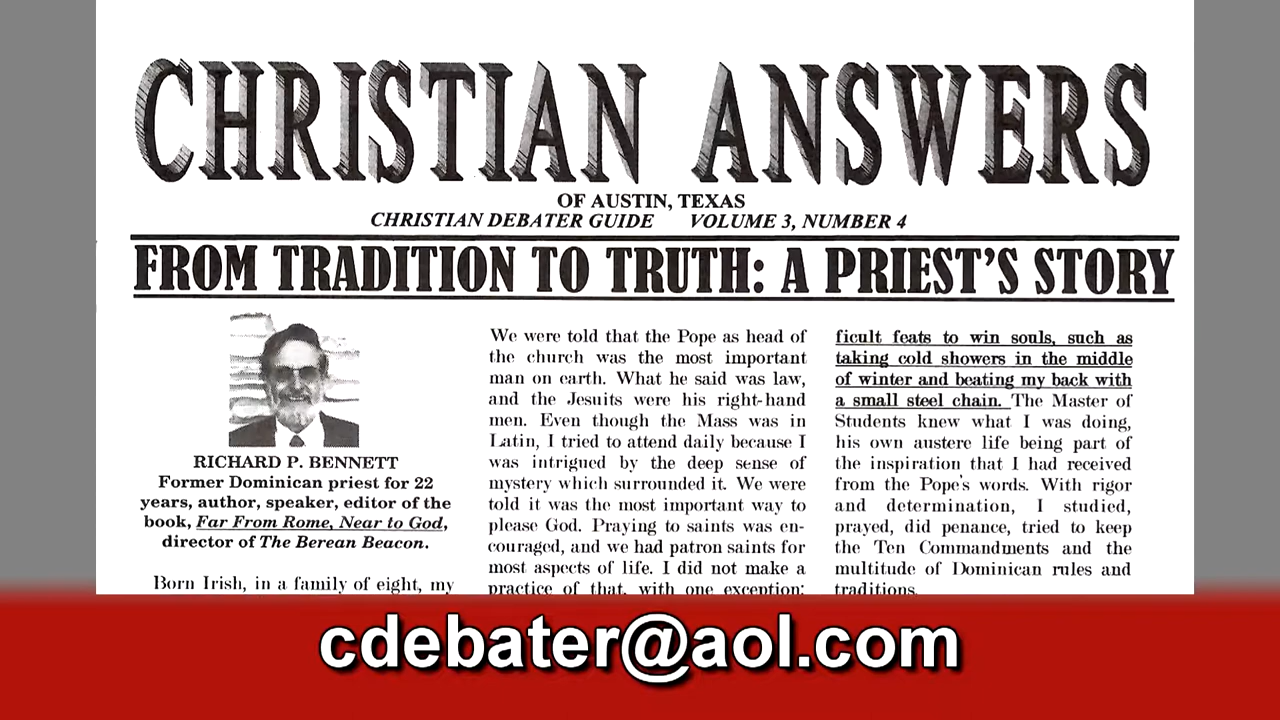 CHRISTIAN ANSWERS
OF AUSTIN, TEXAS
CHRISTIAN DEBATER GUIDE VOLUME 3, NUMBER 4
FROM TRADITION TO TRUTH: A PRIEST'S STORY
RICHARD P. BENNETT
Former Dominican priest for 22
years, author, speaker, editor of the
book, Far From Rome, Near to God,
director of The Berean Beacon.
Born Irish, in a family of eight, my
We were told that the Pope as head of
the church was the most important
man on earth. What he said was law,
and the Jesuits were his right-hand
men. Even though the Mass was in
Latin, I tried to attend daily because I
was intrigued by the deep sense of
mystery which surrounded it. We were
told it was the most important way to
please God. Praying to saints was en-
couraged, and we had patron saints for
most aspects of life. I did not make a
practice of that, with one exception:
ficult feats to win souls, such as
taking cold showers in the middle
of winter and beating my back with
a small steel chain. The Master of
Students knew what I was doing,
his own austere life being part of
the inspiration that I had received
from the Pope's words. With rigor
and determination, I studied,
prayed, did penance, tried to keep
the Ten Commandments and the
multitude of Dominican rules and
traditions.
cdebater@aol.com